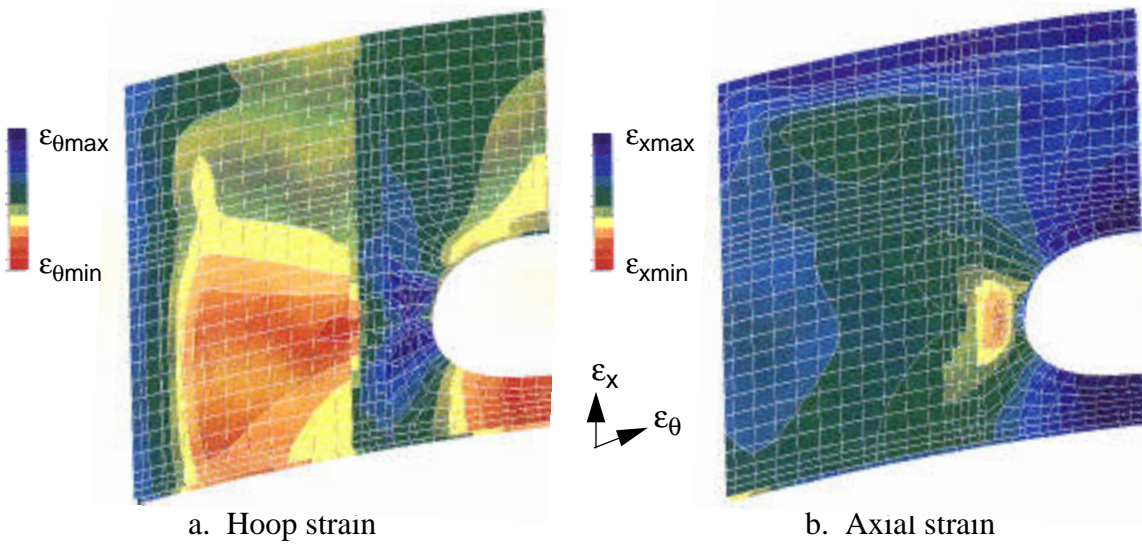 εθmax
εθmin
εxmax
εxmin
εx
εθ
a. Hoop strain
b. Axial strain